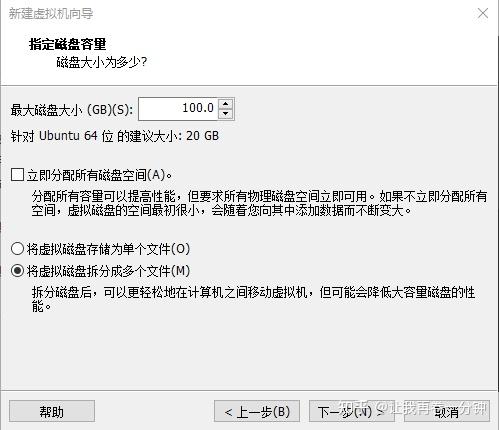 新建虚拟机向导
指定磁盘容量
磁盘大小为多少?
最大磁盘大小 (GB)(S): 100.0
针对 Ubuntu 64 位 的建议大小: 20 GB
立即分配所有磁盘空间(A)。
分配所有容量可以提高性能，但要求所有物理磁盘空间立即可用。如果不立即分配所有
空间，虚拟磁盘的空间最初很小，会随着您向其中添加数据而不断变大。
将虚拟磁盘存储为单个文件(O)
将虚拟磁盘拆分成多个文件(M)
拆分磁盘后，可以更轻松地在计算机之间移动虚拟机，但可能会降低大容量磁盘的性
能。
帮助 < 上一步(B) 下一步(N) > 取消
知乎 @让我再卷一分钟